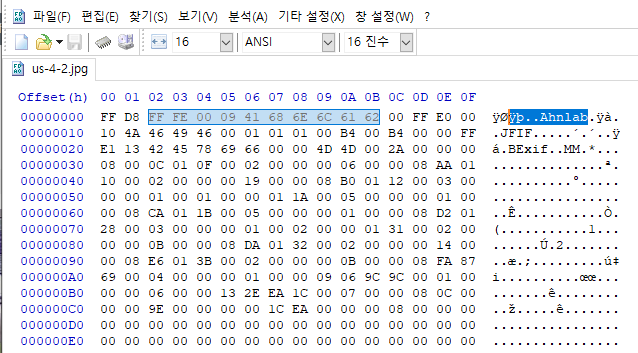 파일(F) 편집(E) 찾기(S) 보기(V) 분석(A) 기타 설정(X) 창 설정(W) ?
16 ANSI 16 진수
us-4-2.jpg
Offset(h) 00 01 02 03 04 05 06 07 08 09 0A 0B 0C 0D 0E 0F
00000000 FF D8 FF FE 00 09 41 68 6E 6C 61 62 00 FF E0 00 ÿØÿþ..Ahnlab.ÿà.
00000010 10 4A 46 49 46 00 01 01 01 00 B4 00 B4 00 00 FF .JFIF.....´.´..ÿ
00000020 E1 13 42 45 78 69 66 00 00 4D 4D 00 2A 00 00 00 á.BExif..MM.*...
00000030 08 00 0C 01 0F 00 02 00 00 00 06 00 00 08 AA 01 ..............ª.
00000040 10 00 02 00 00 00 19 00 00 08 B0 01 12 00 03 00 ..........°.....
00000050 00 00 01 00 01 00 00 01 1A 00 05 00 00 00 01 00 ................
00000060 00 08 CA 01 1B 00 05 00 00 00 01 00 00 08 D2 01 ..Ê...........Ò.
00000070 28 00 03 00 00 00 01 00 02 00 00 01 31 00 02 00 (...........1...
00000080 00 00 0B 00 00 08 DA 01 32 00 02 00 00 00 14 00 ......Ú.2.......
00000090 08 E6 01 3B 00 02 00 00 00 0B 00 00 08 FA 87 .æ.;.........ú‡
000000A0 69 00 04 00 00 00 01 00 00 09 06 9C 9C 00 01 00 i..........œœ...
000000B0 00 00 06 00 00 13 2E EA 1C 00 07 00 00 08 0C 00 .......ê........
000000C0 00 9E 00 00 00 00 1C EA 00 00 00 08 00 00 00 .ž.....ê........
000000D0 00 00 00 00 00 00 00 00 00 00 00 00 00 00 00 00 ................
000000E0 00 00 00 00 00 00 00 00 00 00 00 00 00 00 00 00 ................